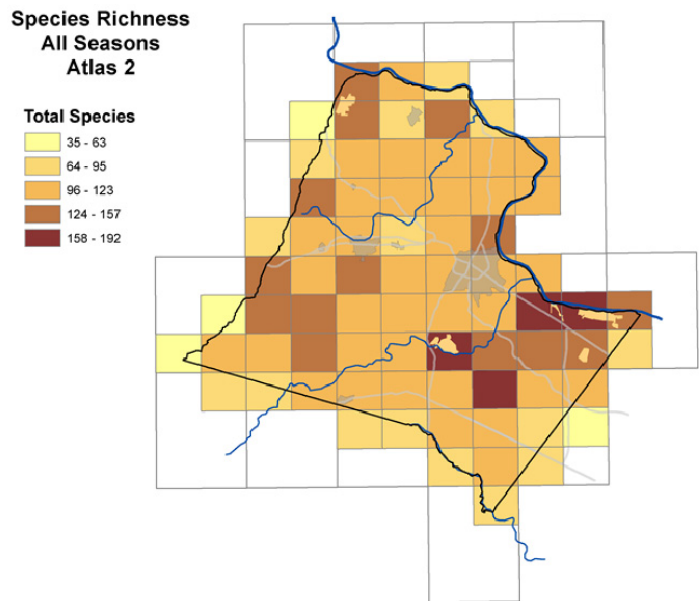 Species Richness
All Seasons
Atlas 2
Total Species
35 - 63
64 - 95
96 - 123
124 - 157
158 - 192